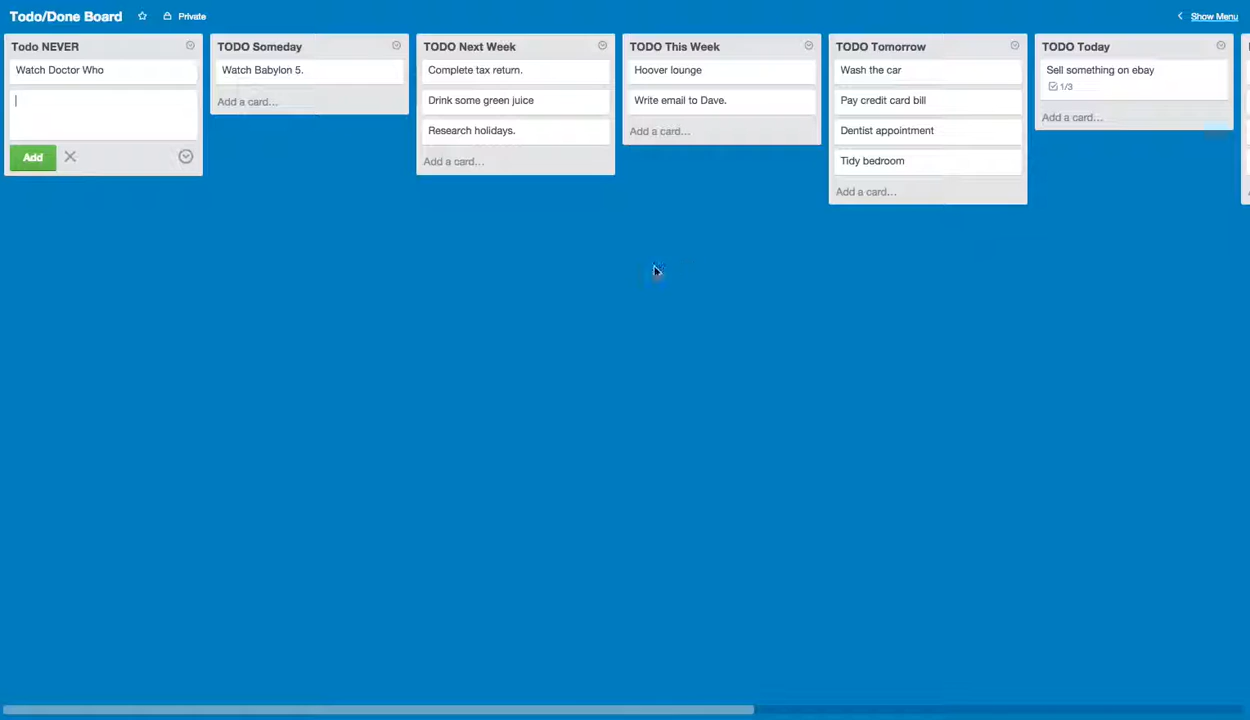 Todo/Done Board
Private
Show Menu
Todo NEVER
Watch Doctor Who
Add
TODO Someday
Watch Babylon 5.
Add a card...
TODO Next Week
Complete tax return.
Drink some green juice
Research holidays.
Add a card...
TODO This Week
Hoover lounge
Write email to Dave.
Add a card...
TODO Tomorrow
Wash the car
Pay credit card bill
Dentist appointment
Tidy bedroom
Add a card...
TODO Today
Sell something on ebay
1/3
Add a card...